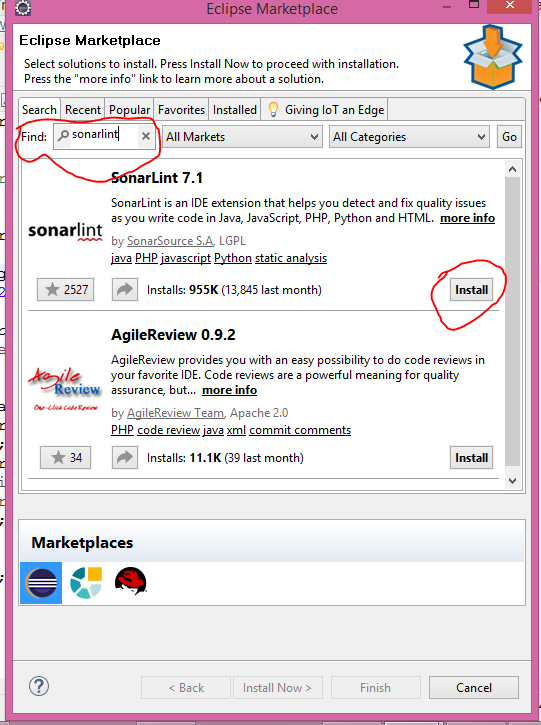 Eclipse Marketplace
Eclipse Marketplace
Select solutions to install. Press Install Now to proceed with installation.
Press the "more info" link to learn more about a solution.
Search Recent Popular Favorites Installed Giving IoT an Edge
Find: sonarlint All Markets All Categories Go
SonarLint 7.1
SonarLint is an IDE extension that helps you detect and fix quality issues
as you write code in Java, JavaScript, PHP, Python and HTML. more info
sonarlint
by SonarSource S.A, LGPL
java PHP javascript Python static analysis
2527 Installs: 955K (13,845 last month) Install
AgileReview 0.9.2
AgileReview provides you with an easy possibility to do code reviews in
your favorite IDE. Code reviews are a powerful meaning for quality
assurance, but... more info
Agile
Review
One-Click Code Review
by AgileReview Team, Apache 2.0
PHP code review java xml commit comments
34 Installs: 11.1K (39 last month) Install
Marketplaces
? < Back Install Now > Finish Cancel